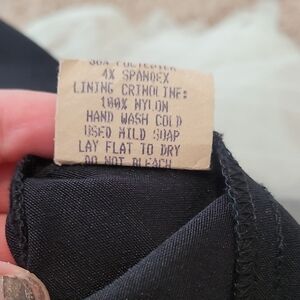 4% SPANDEX
LINING CRINOLINE:
100% NYLON
HAND WASH COLD
USED MILD SOAP
LAY FLAT TO DRY
DO NOT BLEACH